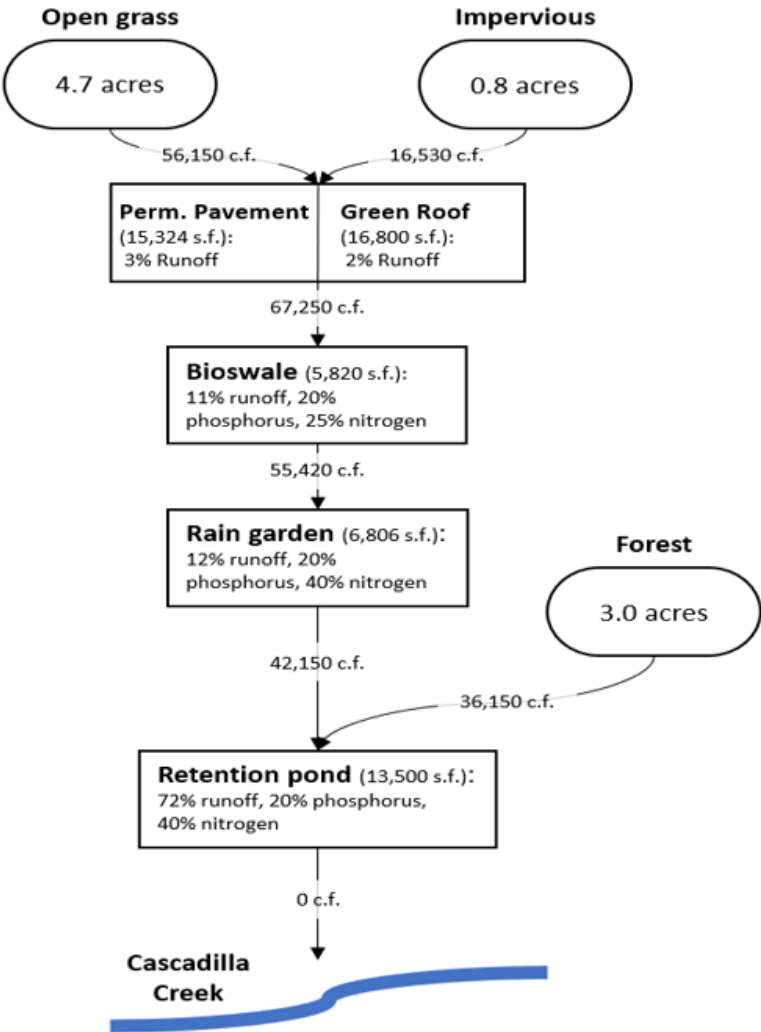 Open grass
Impervious
4.7 acres
0.8 acres
56,150 c.f.
16,530 c.f.
Perm. Pavement
(15,324 s.f.):
3% Runoff
Green Roof
(16,800 s.f.):
2% Runoff
67,250 c.f.
Bioswale (5,820 s.f.):
11% runoff, 20%
phosphorus, 25% nitrogen
55,420 c.f.
Rain garden (6,806 s.f.):
12% runoff, 20%
phosphorus, 40% nitrogen
Forest
3.0 acres
42,150 c.f.
36,150 c.f.
Retention pond (13,500 s.f.):
72% runoff, 20% phosphorus,
40% nitrogen
0 c.f.
Cascadilla
Creek